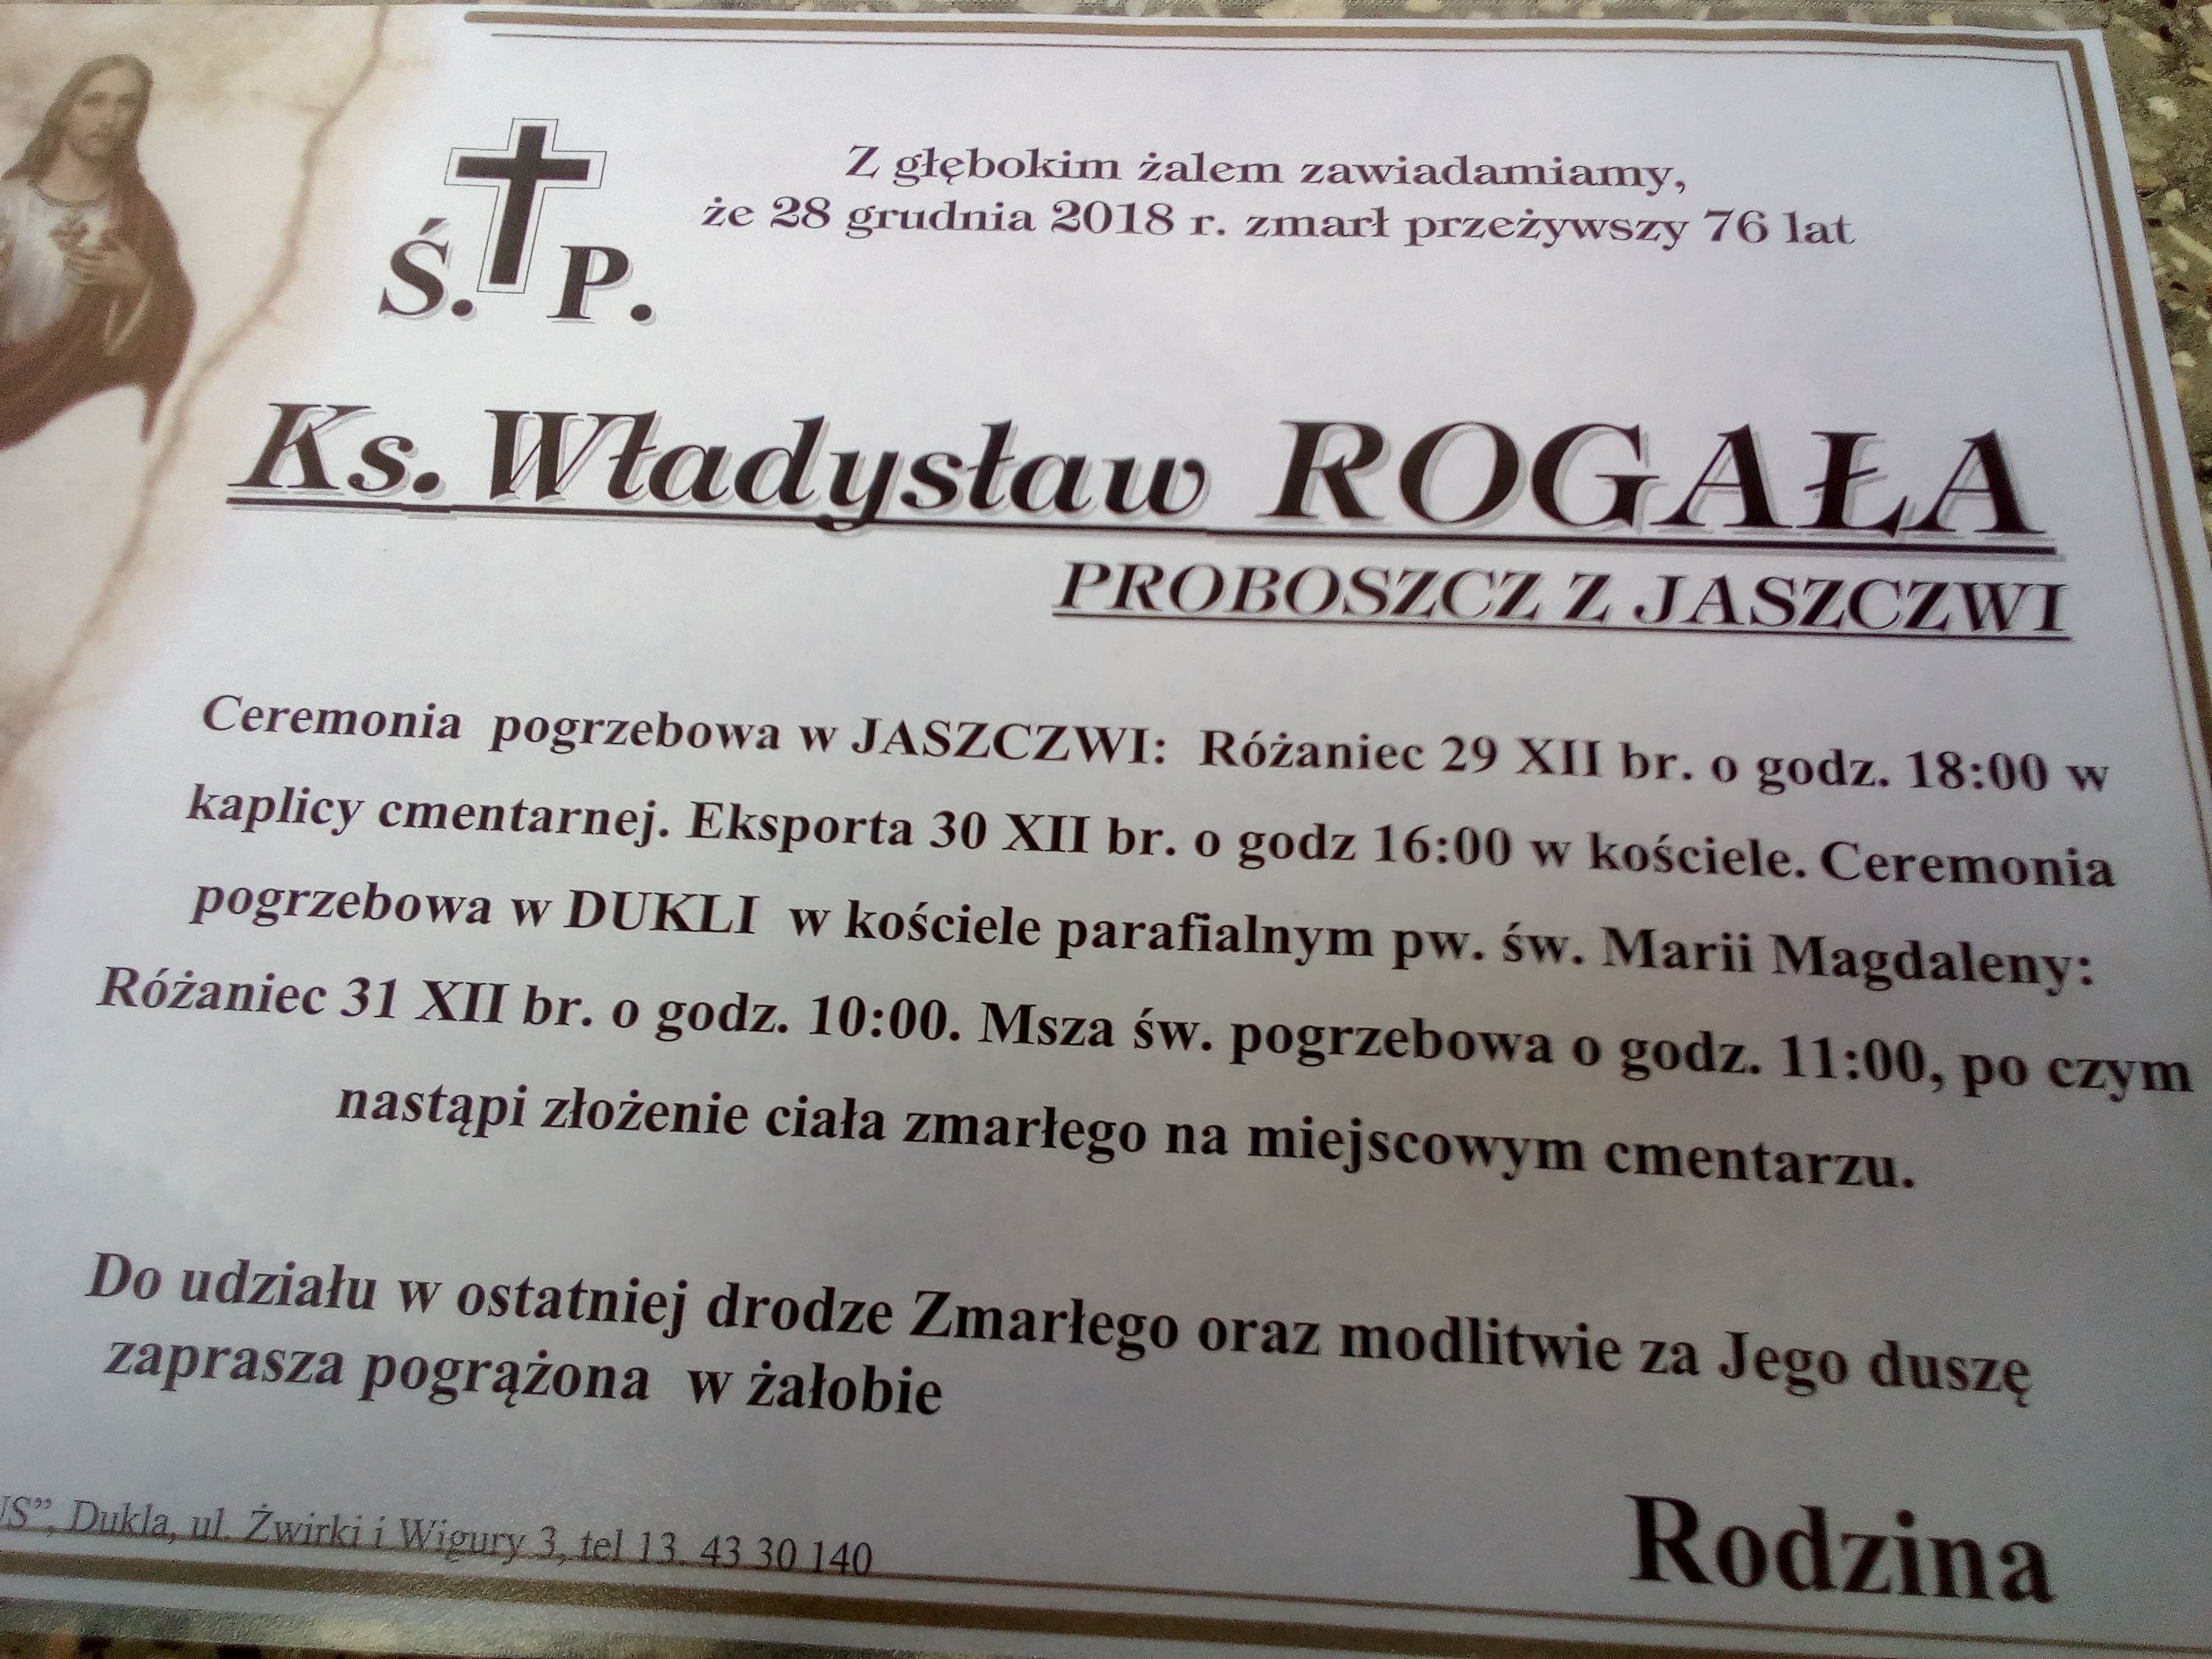 Ś. P.
Z głębokim żalem zawiadamiamy,
że 28 grudnia 2018 r. zmarł przeżywszy 76 lat
Ks. Władysław ROGAŁA
PROBOSZCZ Z JASZCZWI
Ceremonia pogrzebowa w JASZCZWI: Różaniec 29 XII br. o godz. 18:00 w
kaplicy cmentarnej. Eksporta 30 XII br. o godz 16:00 w kościele. Ceremonia
pogrzebowa w DUKLI w kościele parafialnym pw. św. Marii Magdaleny:
Różaniec 31 XII br. o godz. 10:00. Msza św. pogrzebowa o godz. 11:00, po czym
nastąpi złożenie ciała zmarłego na miejscowym cmentarzu.
Do udziału w ostatniej drodze Zmarłego oraz modlitwie za Jego duszę
zaprasza pogrążona w żałobie
Rodzina
Dukla, ul. Żwirki i Wigury 3, tel 13. 43 30 140